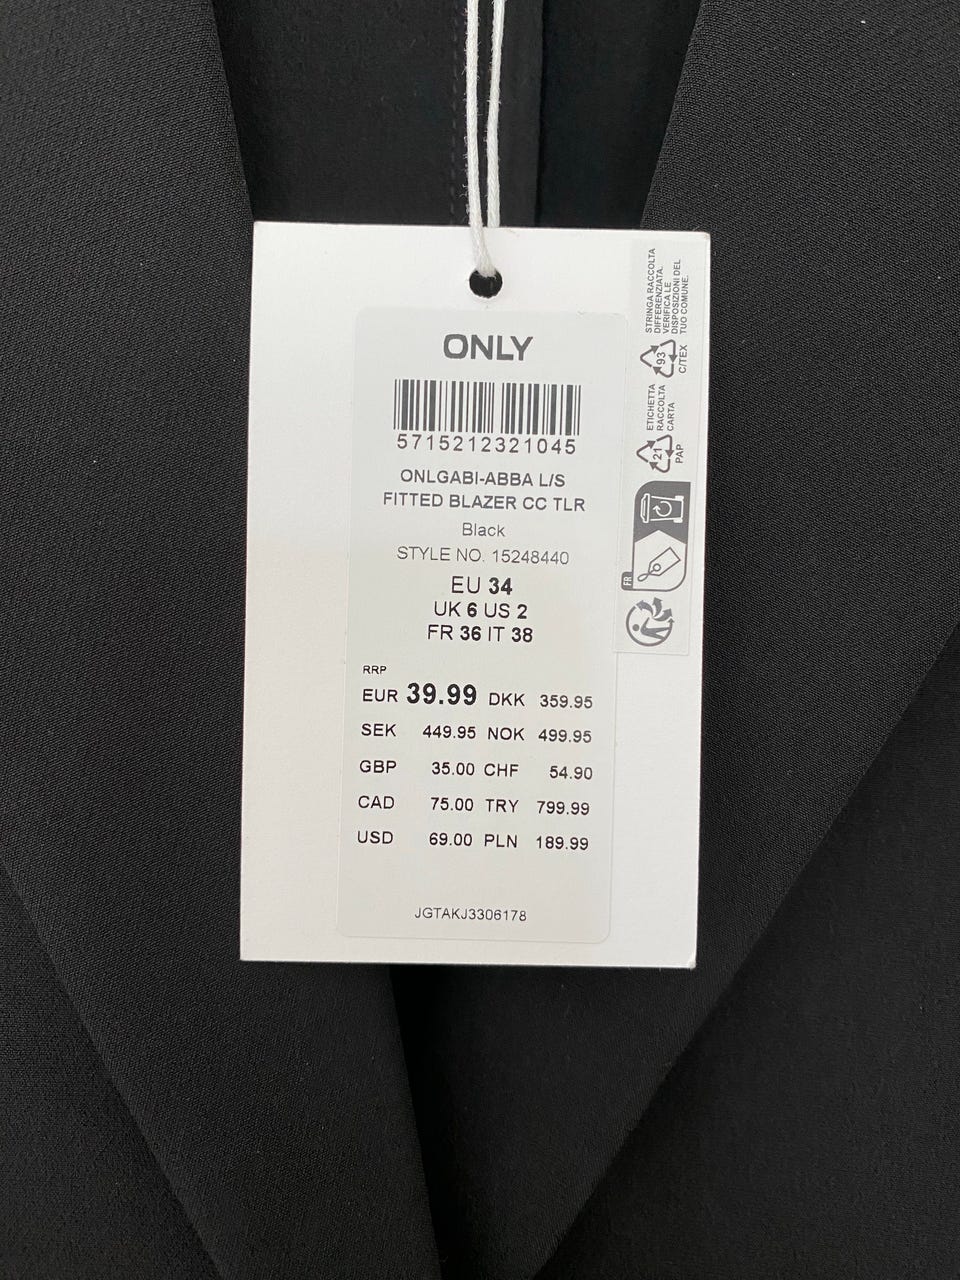 ONLY
5715212321045
ONLGABI-ABBA L/S
FITTED BLAZER CC TLR
Black
STYLE NO. 15248440
EU 34
UK 6 US 2
FR 36 IT 38
RRP
EUR 39.99 DKK 359.95
SEK 449.95 NOK 499.95
GBP 35.00 CHF 54.90
CAD 75.00 TRY 799.99
USD 69.00 PLN 189.99
JGTAKJ3306178
STRINGA RACCOLTA
DIFFERENZIATA.
VERIFICA LE
DISPOSIZIONI DEL
TUO COMUNE.
93
C/TEX
ETICHETTA
RACCOLTA
CARTA
21
PAP
FR